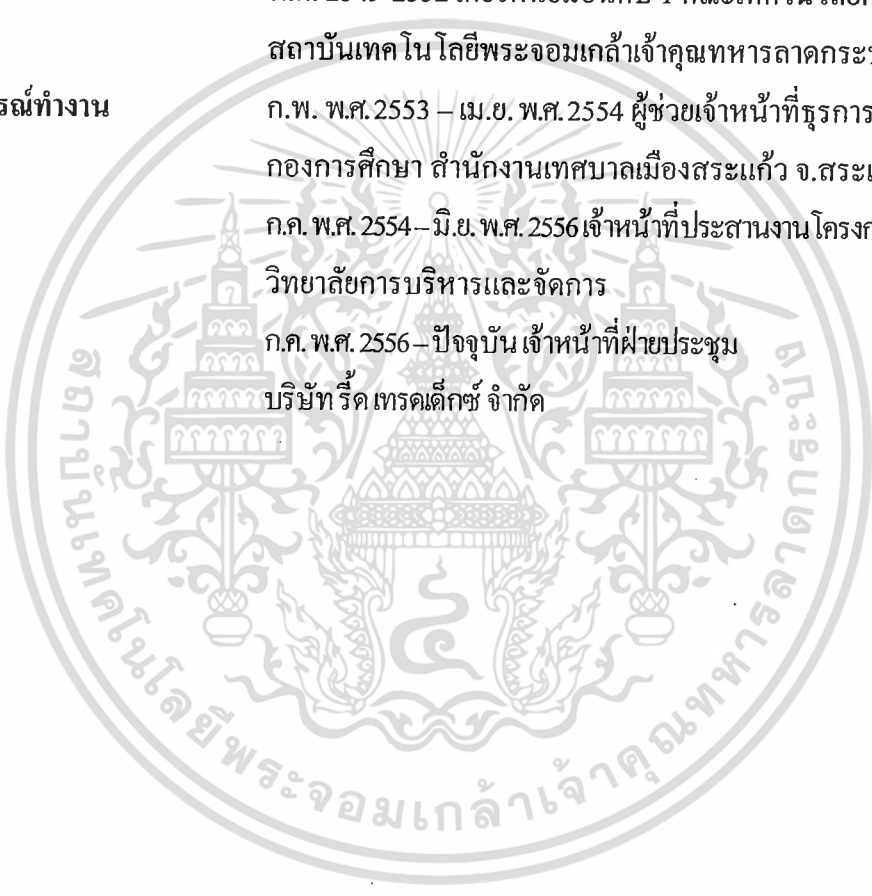 สถาบันเทคโนโลยีพระจอมเกล้าเจ้าคุณทหารลาดกระ
รณ์ทำงาน
ก.พ. พ.ศ. 2553 – เม.ย. พ.ศ. 2554 ผู้ช่วยเจ้าหน้าที่ธุรการ
กองการศึกษา สำนักงานเทศบาลเมืองสระแก้ว จ.สระแ
ก.ค. พ.ศ. 2554 – มิ.ย. พ.ศ. 2556 เจ้าหน้าที่ประสานงานโครงก
วิทยาลัยการบริหารและจัดการ
ก.ค. พ.ศ. 2556 – ปัจจุบัน เจ้าหน้าที่ฝ่ายประชุม
บริษัท รี้ด เทรดเด็กซ์ จำกัด
สถาบันเทคโนโลยีพระจอมเกล้าเจ้าคุณทหารลาดกระบัง